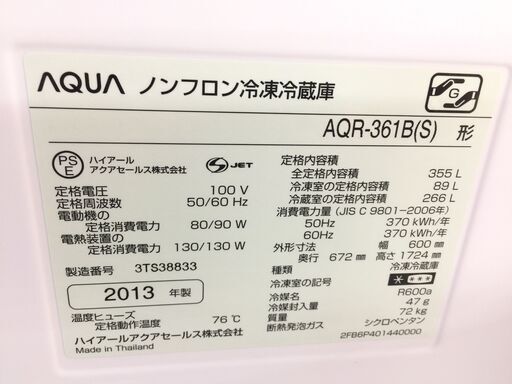 AQUA ノンフロン冷凍冷蔵庫
G
AQR-361B(S) 形
PS
E
ハイアール
アクアセールス株式会社
S JET
定格電圧 100 V
定格周波数 50/60 Hz
電動機の
定格消費電力 80/90 W
電熱装置の
定格消費電力 130/130 W
製造番号 3TS38833
2013 年製
温度ヒューズ
定格動作温度 76℃
ハイアールアクアセールス株式会社
Made in Thailand
定格内容積
全定格内容積 355 L
冷凍室の定格内容積 89 L
冷蔵室の定格内容積 266 L
消費電力量 (JIS C 9801-2006年)
50Hz 370 kWh/年
60Hz 370 kWh/年
外形寸法 幅 600 mm
奥行 672 mm 高さ 1724 mm
種類 冷凍冷蔵庫
冷凍室の記号
冷媒名 R600a
冷媒封入量 47 g
質量 72 kg
断熱発泡ガス シクロペンタン
2FB6P401440000